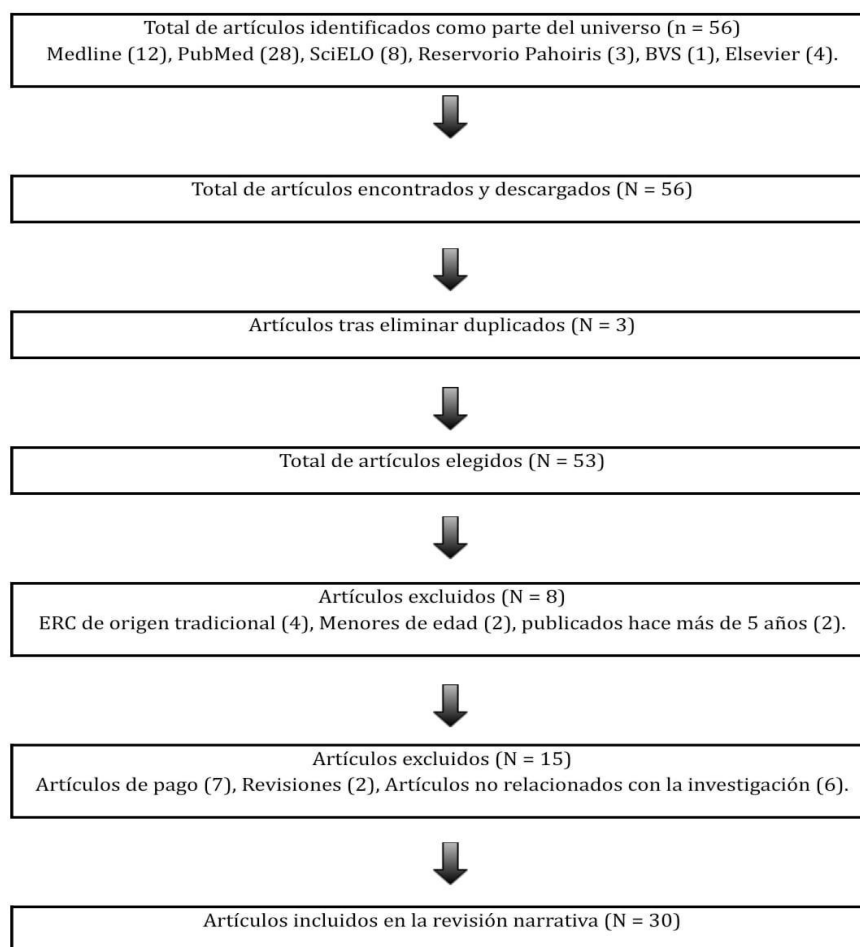 Total de artículos identificados como parte del universo (n = 56)
Medline (12), PubMed (28), SciELO (8), Reservorio Pahoiris (3), BVS (1), Elsevier (4).
Total de artículos encontrados y descargados (N = 56)
Artículos tras eliminar duplicados (N = 3)
Total de artículos elegidos (N = 53)
Artículos excluidos (N = 8)
ERC de origen tradicional (4), Menores de edad (2), publicados hace más de 5 años (2).
Artículos excluidos (N = 15)
Artículos de pago (7), Revisiones (2), Artículos no relacionados con la investigación (6).
Artículos incluidos en la revisión narrativa (N = 30)